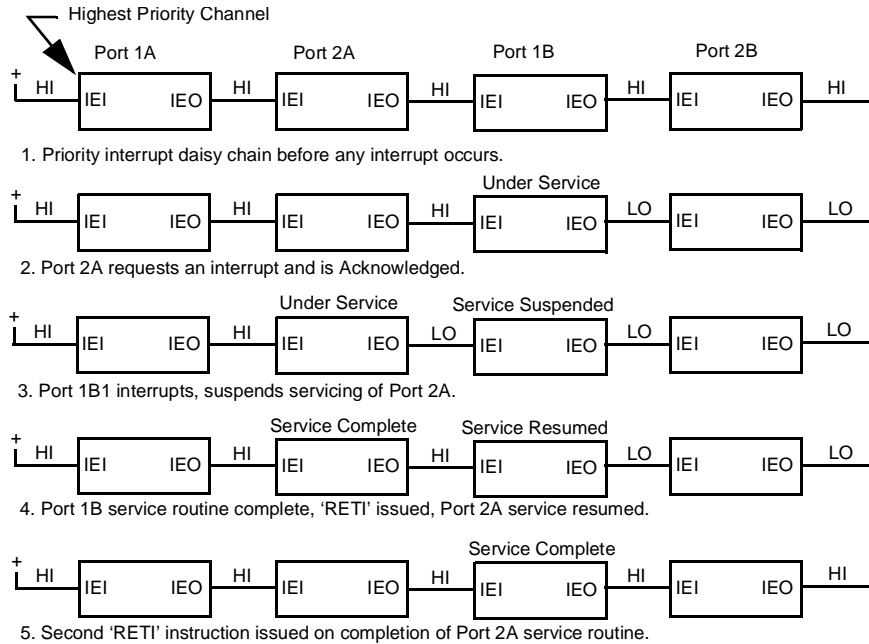 Highest Priority Channel
Port 1A Port 2A Port 1B Port 2B
+ HI IEI IEO HI IEI IEO HI IEI IEO HI IEI IEO HI
1. Priority interrupt daisy chain before any interrupt occurs.
Under Service
+ HI IEI IEO HI IEI IEO HI IEI IEO LO IEI IEO LO
2. Port 2A requests an interrupt and is Acknowledged.
Under Service Service Suspended
+ HI IEI IEO HI IEI IEO LO IEI IEO LO IEI IEO LO
3. Port 1B1 interrupts, suspends servicing of Port 2A.
Service Complete Service Resumed
+ HI IEI IEO HI IEI IEO HI IEI IEO LO IEI IEO LO
4. Port 1B service routine complete, ‘RETI’ issued, Port 2A service resumed.
Service Complete
+ HI IEI IEO HI IEI IEO HI IEI IEO HI IEI IEO HI
5. Second ‘RETI’ instruction issued on completion of Port 2A service routine.